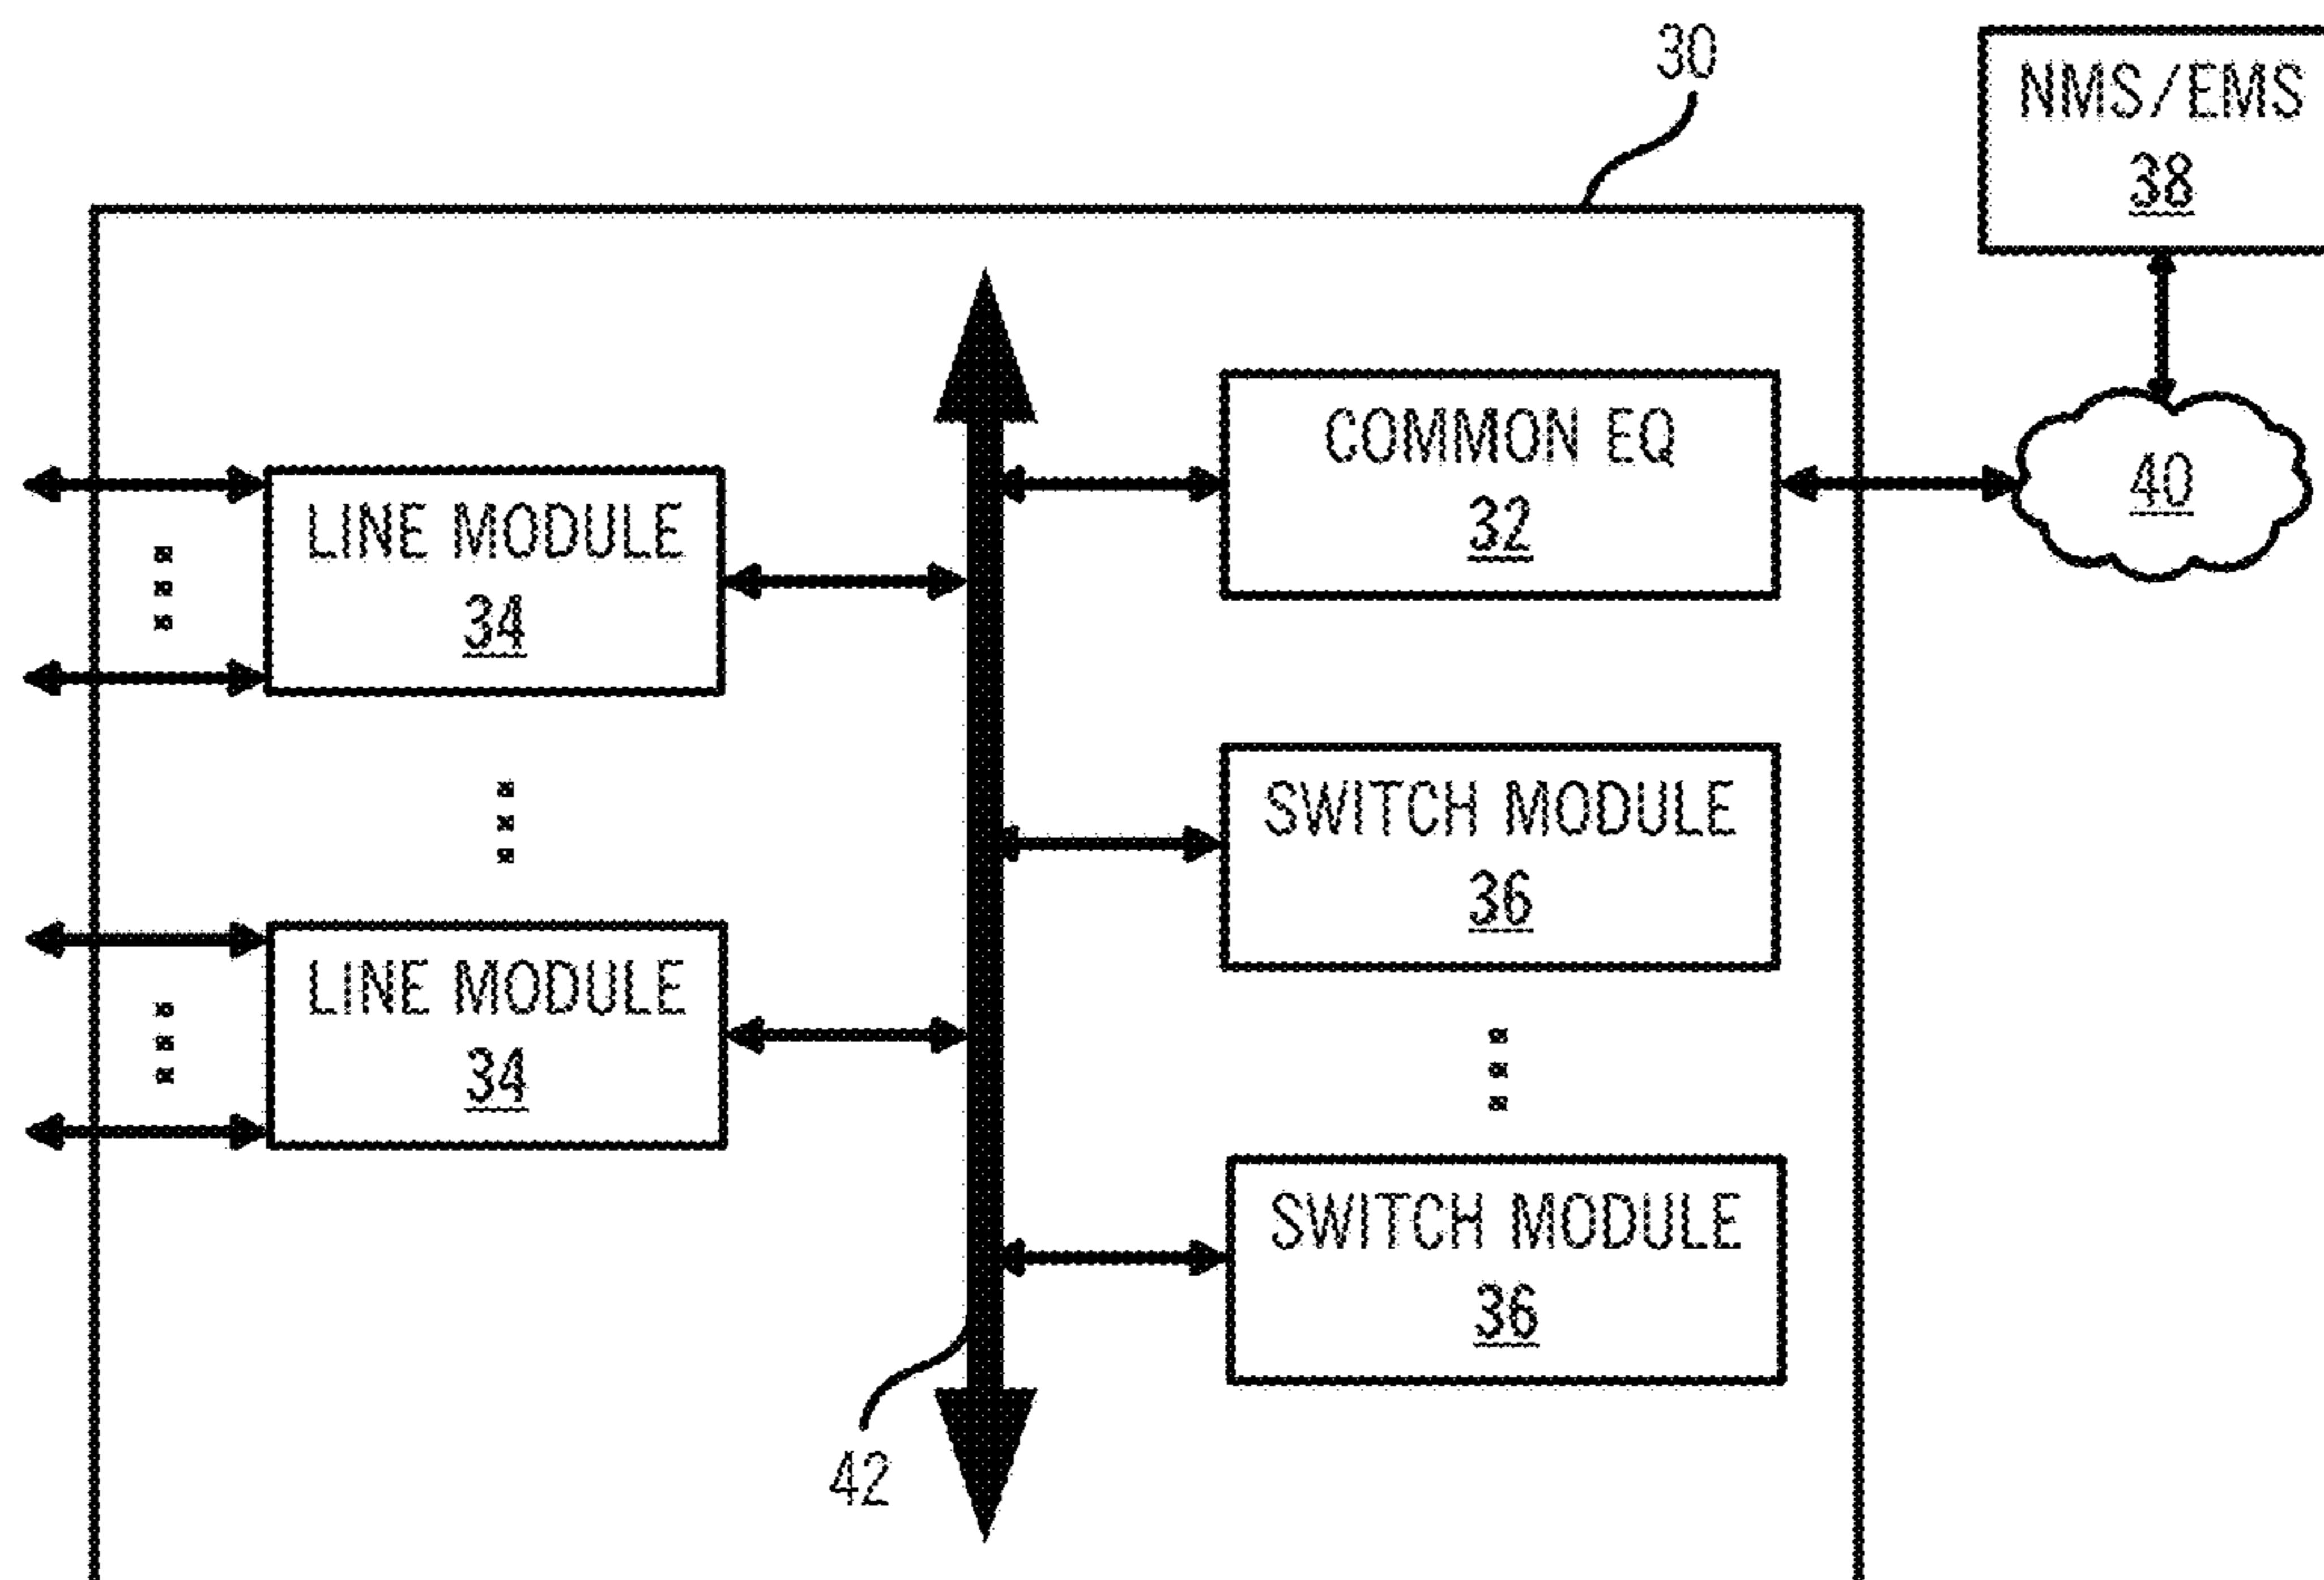 30
NMS/EMS
38
COMMON EQ
32
40
LINE MODULE
34
SWITCH MODULE
36
LINE MODULE
34
SWITCH MODULE
36
42